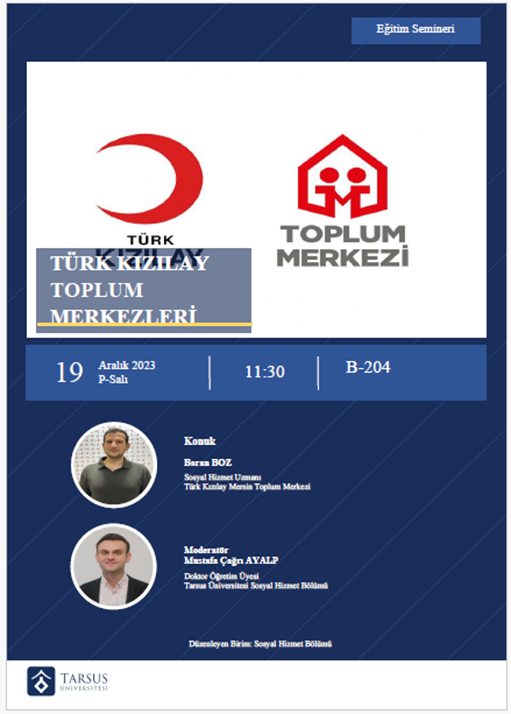 Eğitim Semineri
TÜRK
KIZILAY
TOPLUM
MERKEZİ
TÜRK KIZILAY
TOPLUM
MERKEZLERİ
19 Aralık 2023
P-Salı
11:30
B-204
Konuk
Baran BOZ
Sosyal Hizmet Uzmanı
Türk Kızılay Mersin Toplum Merkezi
Moderatör
Mustafa Çağrı AYALP
Doktor Öğretim Üyesi
Tarsus Üniversitesi Sosyal Hizmet Bölümü
Düzenleyen Birim: Sosyal Hizmet Bölümü
TARSUS
ÜNİVERSİTESİ